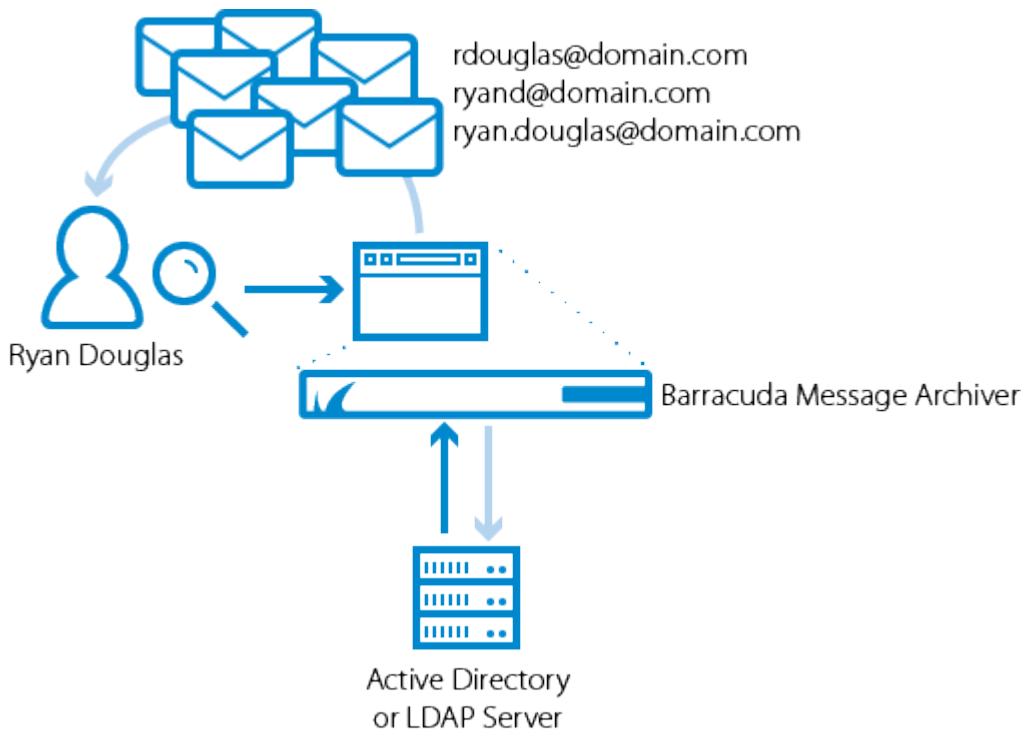 rdouglas@domain.com
ryand@domain.com
ryan.douglas@domain.com
Ryan Douglas
Barracuda Message Archiver
Active Directory
or LDAP Server